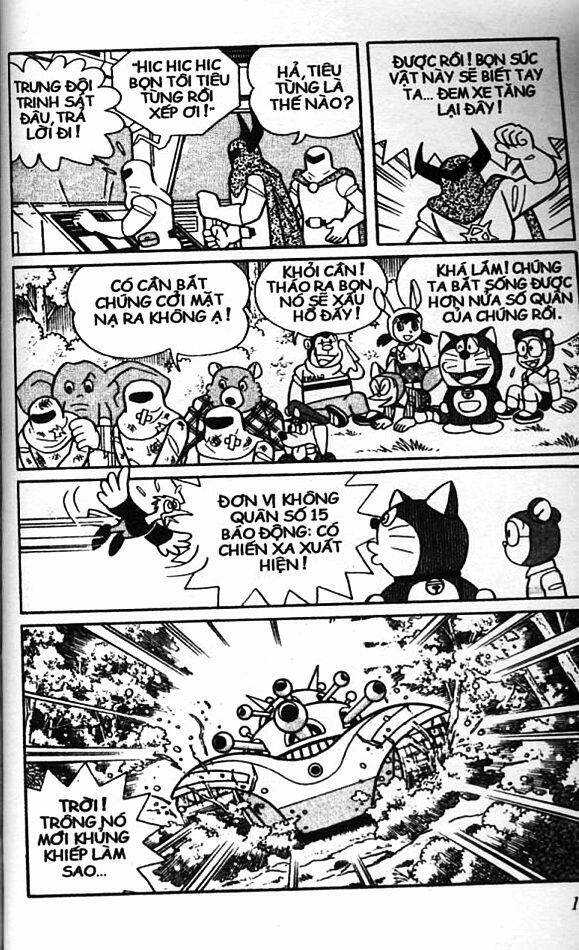 TRUNG ĐỘI
TRINH SÁT
ĐÂU, TRẢ
LỜI ĐI!
"HIC HIC HIC
BỌN TÔI TIÊU
TÙNG RỒI
XẾP ƠI!"
HẢ, TIÊU
TÙNG LÀ
THẾ NÀO?
ĐƯỢC RỒI! BỌN SÚC
VẬT NÀY SẼ BIẾT TAY
TA... ĐEM XE TĂNG
LẠI ĐÂY!
CÓ CẦN BẮT
CHÚNG CỞI MẶT
NẠ RA KHÔNG Ạ!
KHỎI CẦN!
THÁO RA BỌN
NÓ SẼ XẤU
HỔ ĐẤY!
KHÁ LẮM! CHÚNG
TA BẮT SỐNG ĐƯỢC
HƠN NỬA SỐ QUÂN
CỦA CHÚNG RỒI.
ĐƠN VỊ KHÔNG
QUÂN SỐ 15
BÁO ĐỘNG: CÓ
CHIẾN XA XUẤT
HIỆN!
TRỜI!
TRÔNG NÓ
MỚI KHỦNG
KHIẾP LÀM
SAO...